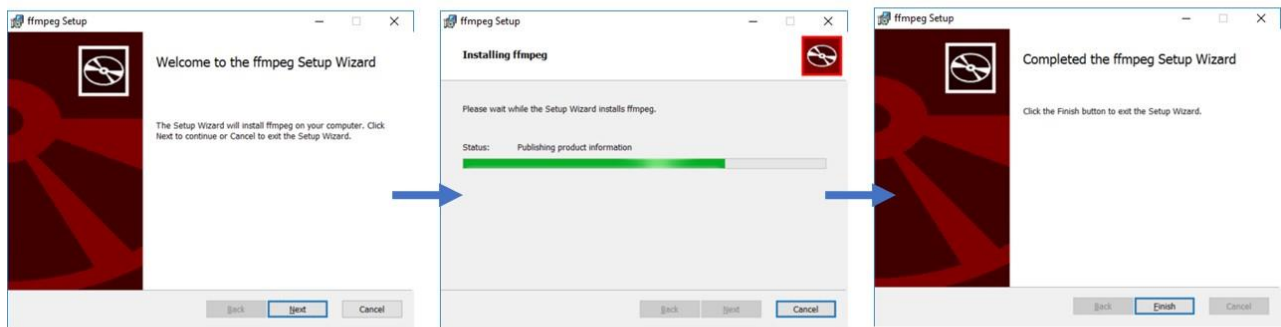 ffmpeg Setup
Welcome to the ffmpeg Setup Wizard
The Setup Wizard will install ffmpeg on your computer. Click
Next to continue or Cancel to exit the Setup Wizard.
Back Next Cancel
ffmpeg Setup
Installing ffmpeg
Please wait while the Setup Wizard installs ffmpeg.
Status: Publishing product information
Back Next Cancel
ffmpeg Setup
Completed the ffmpeg Setup Wizard
Click the Finish button to exit the Setup Wizard.
Back Finish Cancel